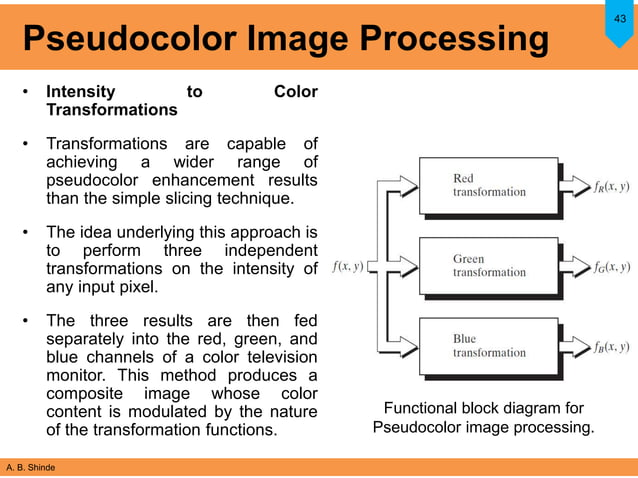 43
Pseudocolor Image Processing
• Intensity to Color
Transformations
• Transformations are capable of
achieving a wider range of
pseudocolor enhancement results
than the simple slicing technique.
• The idea underlying this approach is
to perform three independent
transformations on the intensity of
any input pixel.
• The three results are then fed
separately into the red, green, and
blue channels of a color television
monitor. This method produces a
composite image whose color
content is modulated by the nature
of the transformation functions.
f(x, y)
Red
transformation
f_R(x, y)
Green
transformation
f_G(x, y)
Blue
transformation
f_B(x, y)
Functional block diagram for
Pseudocolor image processing.
A. B. Shinde